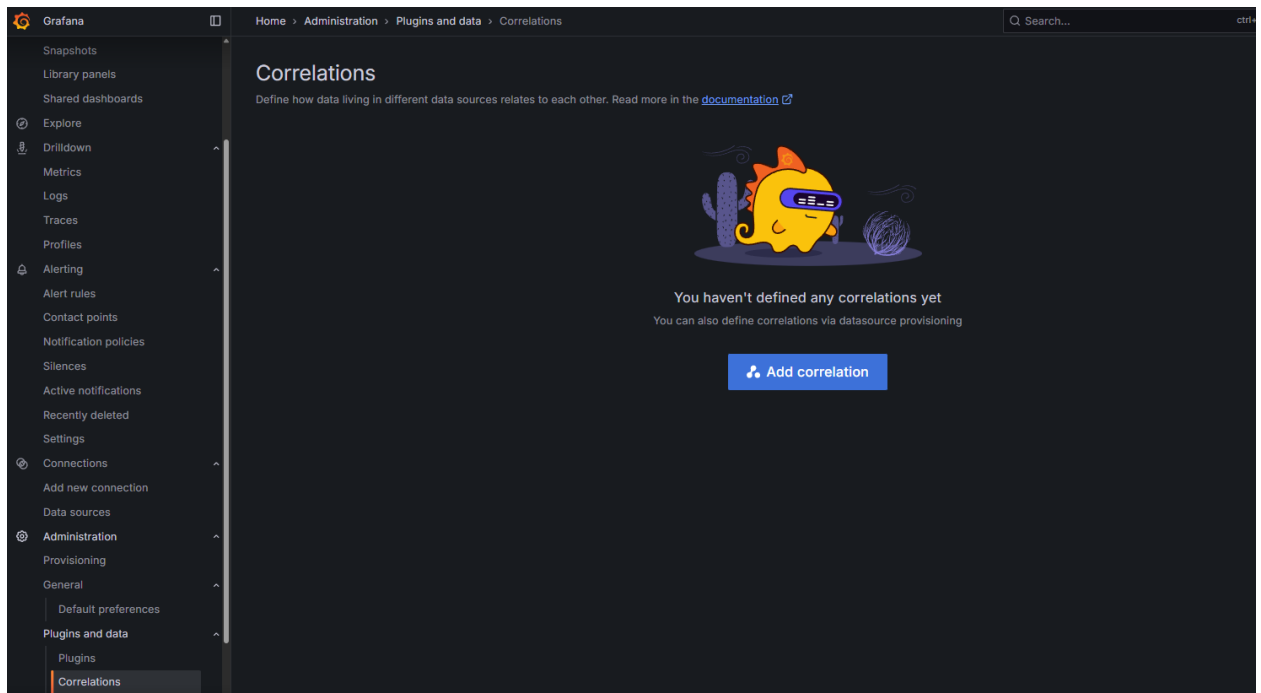 Grafana
Home › Administration › Plugins and data › Correlations
Search...
ctrl+
Snapshots
Library panels
Shared dashboards
Explore
Drilldown
Metrics
Logs
Traces
Profiles
Alerting
Alert rules
Contact points
Notification policies
Silences
Active notifications
Recently deleted
Settings
Connections
Add new connection
Data sources
Administration
Provisioning
General
Default preferences
Plugins and data
Plugins
Correlations
Correlations
Define how data living in different data sources relates to each other. Read more in the documentation
You haven't defined any correlations yet
You can also define correlations via datasource provisioning
Add correlation